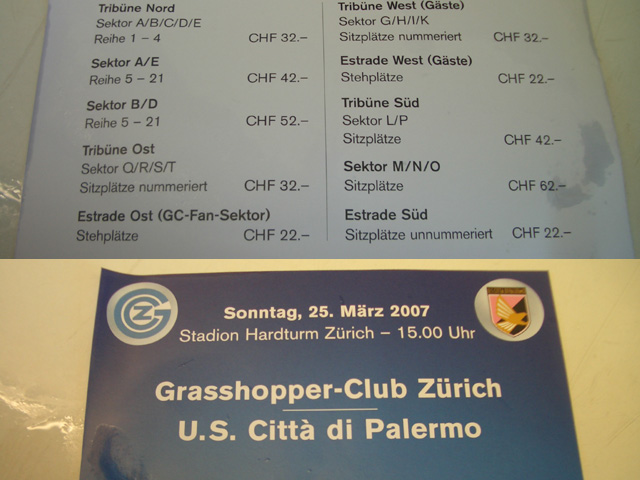 Tribüne Nord
Sektor A/B/C/D/E
Reihe 1 – 4 CHF 32.–
Sektor A/E
Reihe 5 – 21 CHF 42.–
Sektor B/D
Reihe 5 – 21 CHF 52.–
Tribüne Ost
Sektor Q/R/S/T
Sitzplätze nummeriert CHF 32.–
Estrade Ost (GC-Fan-Sektor)
Stehplätze CHF 22.–
Tribüne West (Gäste)
Sektor G/H/I/K
Sitzplätze nummeriert CHF 32.–
Estrade West (Gäste)
Stehplätze CHF 22.–
Tribüne Süd
Sektor L/P
Sitzplätze CHF 42.–
Sektor M/N/O
Sitzplätze CHF 62.–
Estrade Süd
Sitzplätze unnummeriert CHF 22.–
GCZ
Sonntag, 25. März 2007
Stadion Hardturm Zürich – 15.00 Uhr
Grasshopper-Club Zürich
U.S. Città di Palermo